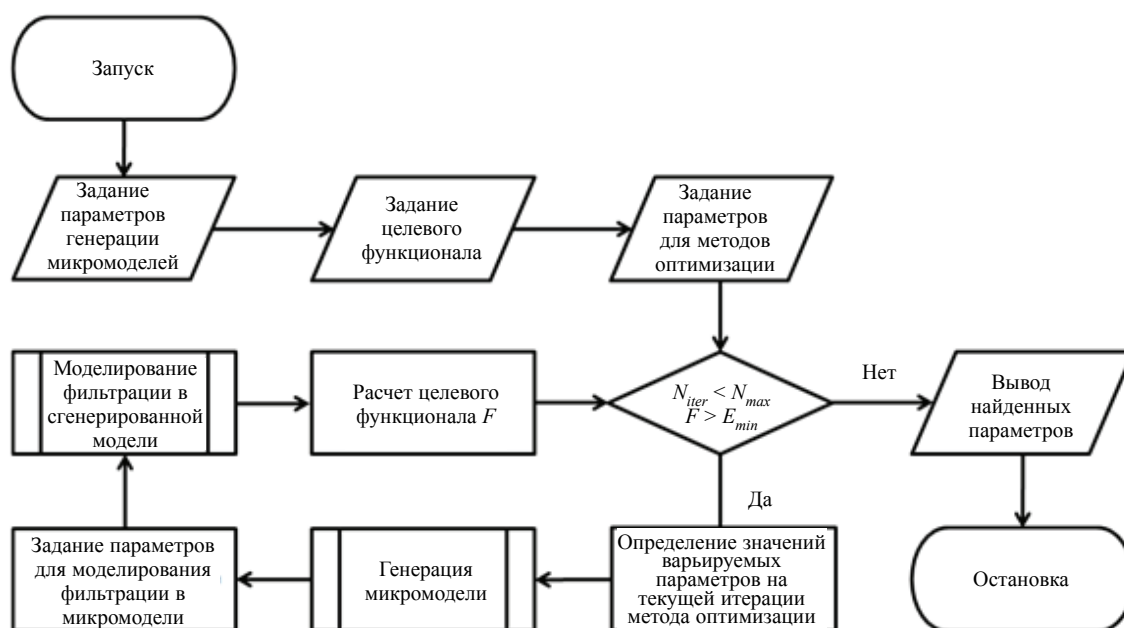 Запуск
Задание
параметров
генерации
микромоделей
Задание
целевого
функционала
Задание
параметров
для методов
оптимизации
Моделирование
фильтрации в
сгенерированной
модели
Расчет целевого
функционала F
N_iter < N_max
F > E_min
Нет
Вывод
найденных
параметров
Да
Задание параметров
для моделирования
фильтрации в
микромодели
Генерация
микромодели
Определение значений
варьируемых
параметров на
текущей итерации
метода оптимизации
Остановка